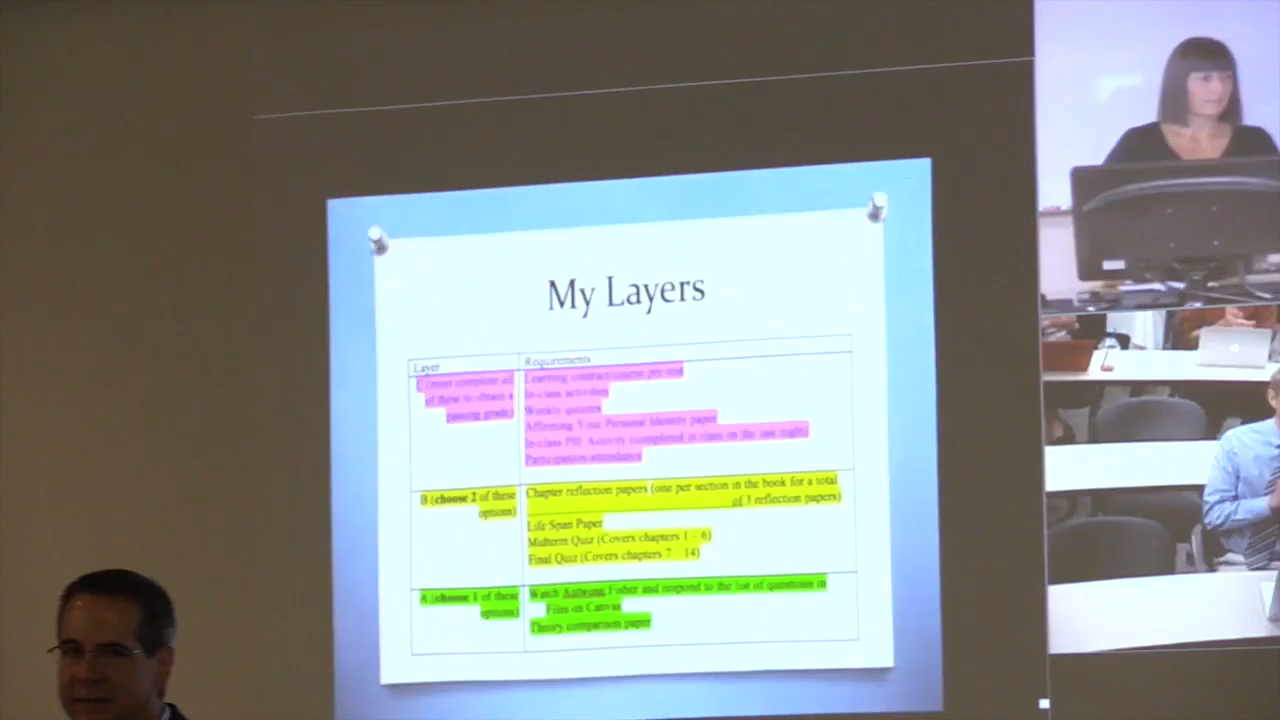 My Layers
Layer
Requirements
C (must complete all
of these to obtain a
passing grade)
Learning contract/course pre-test
In-class activities
Weekly quizzes
Affirming Your Personal Identity paper
In-class PIE Activity (completed in class on the last night)
Participation/attendance
B (choose 2 of these
options)
Chapter reflection papers (one per section in the book for a total
of 3 reflection papers)
Life Span Paper
Midterm Quiz (Covers chapters 1 – 6)
Final Quiz (Covers chapters 7 – 14)
A (choose 1 of these
options)
Watch Antwone Fisher and respond to the list of questions in
Files on Canvas
Theory comparison paper